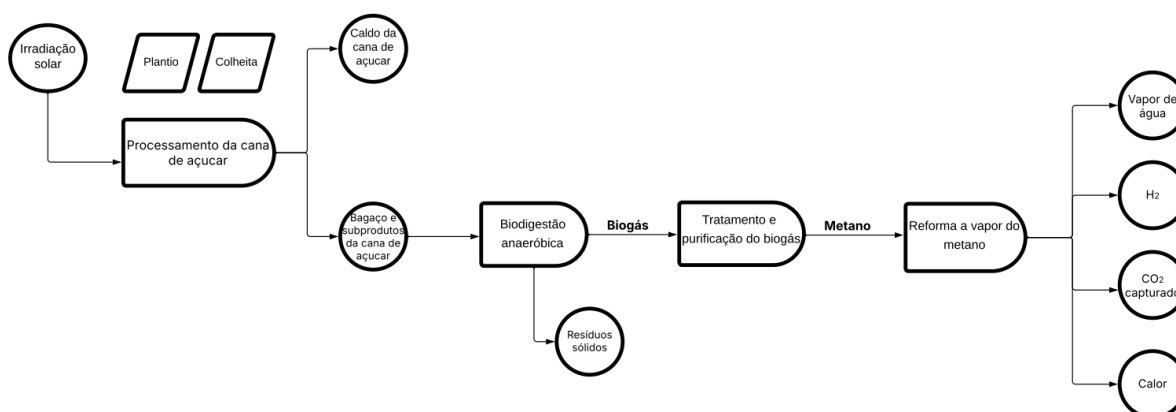 Irradiação
solar
Plantio
Colheita
Processamento da cana
de açucar
Caldo da
cana de
açucar
Bagaço e
subprodutos
da cana de
açucar
Biodigestão
anaeróbica
Resíduos
sólidos
Biogás
Tratamento e
purificação do biogás
Metano
Reforma a vapor do
metano
Vapor de
água
H2
CO2
capturado
Calor